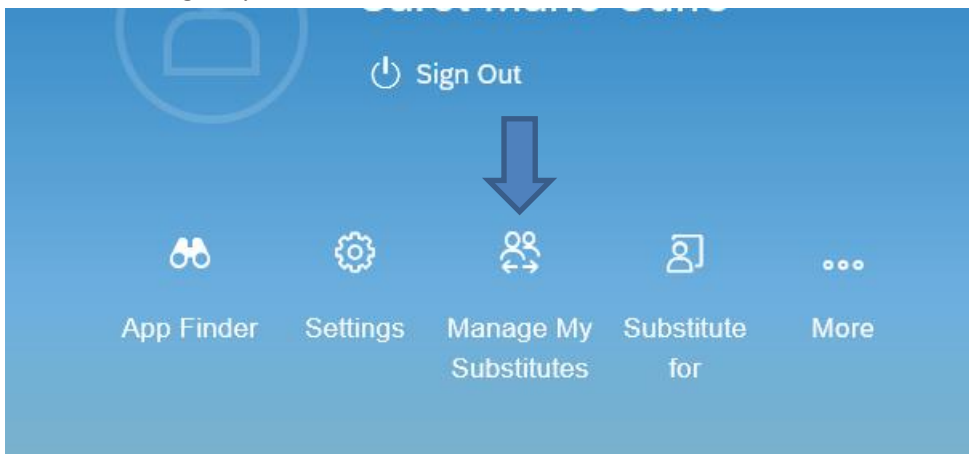 Sign Out
App Finder
Settings
Manage My
Substitutes
Substitute
for
More